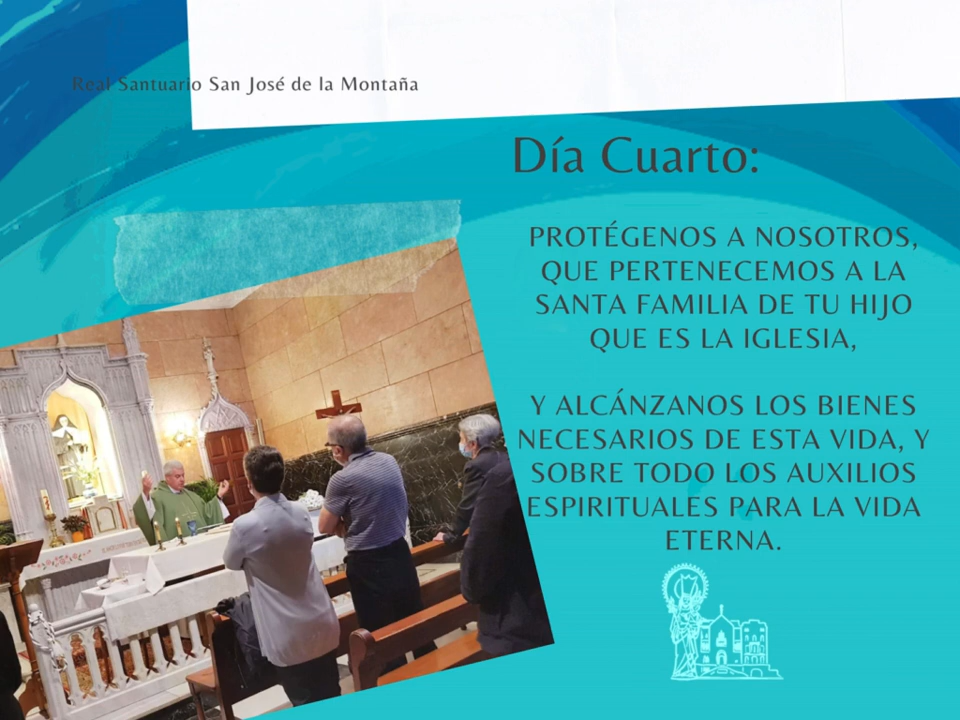 Real Santuario San José de la Montaña
Día Cuarto:
PROTÉGENOS A NOSOTROS,
QUE PERTENECEMOS A LA
SANTA FAMILIA DE TU HIJO
QUE ES LA IGLESIA,
Y ALCÁNZANOS LOS BIENES
NECESARIOS DE ESTA VIDA, Y
SOBRE TODO LOS AUXILIOS
ESPIRITUALES PARA LA VIDA
ETERNA.